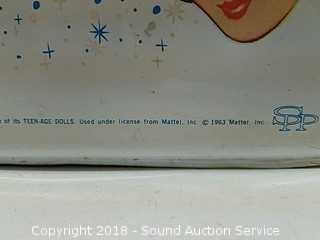 of its TEEN-AGE DOLLS. Used under license from Mattel, Inc. © 1963 Mattel, Inc. SPP
Copyright 2018 - Sound Auction Service